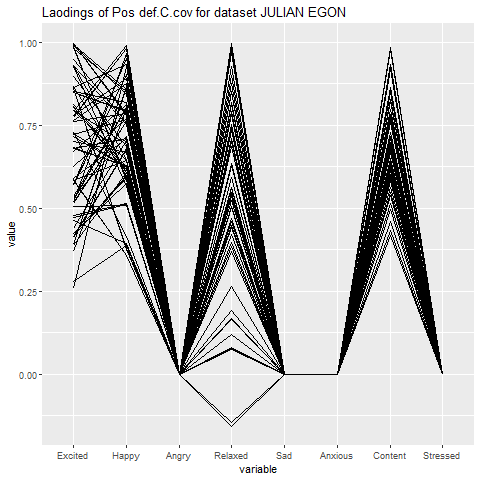 Laodings of Pos def.C.cov for dataset JULIAN EGON
1.00
0.75
0.50
0.25
0.00
value
Excited Happy Angry Relaxed Sad Anxious Content Stressed
variable